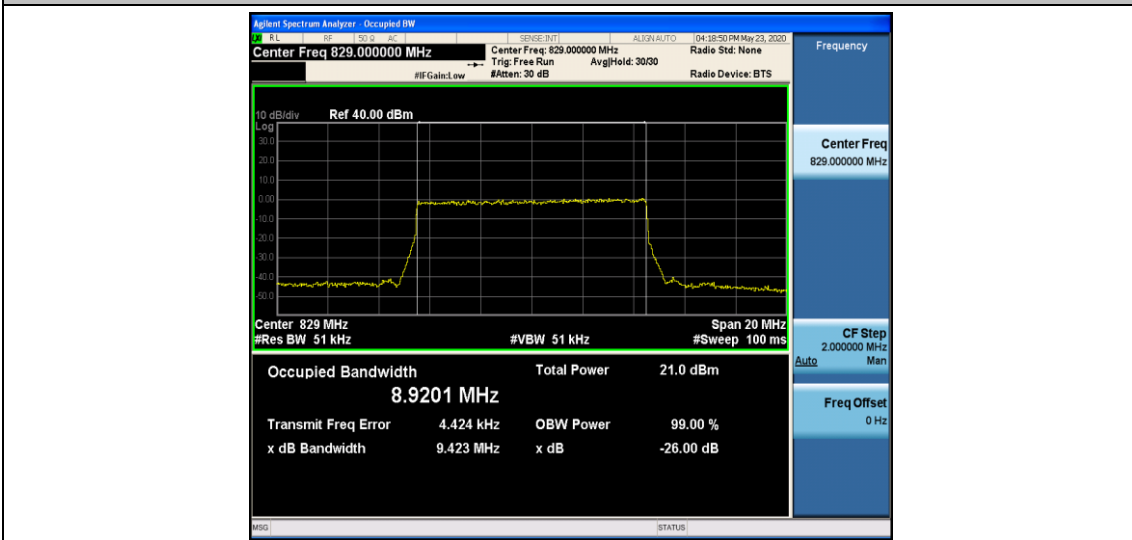 Agilent Spectrum Analyzer - Occupied BW
RL RF 50 Ω AC SENSE:INT ALIGN AUTO 04:18:50 PM May 23, 2020
Center Freq 829.000000 MHz
Center Freq: 829.000000 MHz Radio Std: None
Trig: Free Run Avg|Hold: 30/30
#IFGain:Low #Atten: 30 dB Radio Device: BTS
10 dB/div Ref 40.00 dBm
Log
30.0
20.0
10.0
0.00
-10.0
-20.0
-30.0
-40.0
-50.0
Center 829 MHz Span 20 MHz
#Res BW 51 kHz #VBW 51 kHz #Sweep 100 ms
Occupied Bandwidth Total Power 21.0 dBm
8.9201 MHz
Transmit Freq Error 4.424 kHz OBW Power 99.00 %
x dB Bandwidth 9.423 MHz x dB -26.00 dB
MSG STATUS
Frequency
Center Freq
829.000000 MHz
CF Step
2.000000 MHz
Auto Man
Freq Offset
0 Hz